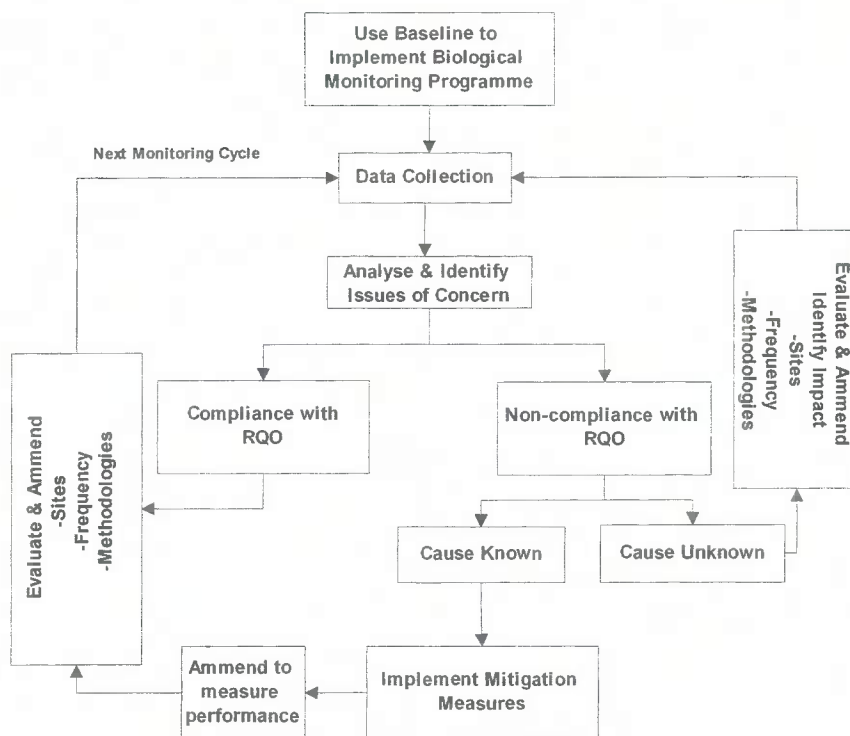 Use Baseline to
Implement Biological
Monitoring Programme
Next Monitoring Cycle
Data Collection
Analyse & Identify
Issues of Concern
Compliance with
RQO
Non-compliance with
RQO
Evaluate & Ammend
Identify Impact
-Sites
-Frequency
-Methodologies
Evaluate & Ammend
-Sites
-Frequency
-Methodologies
Cause Known
Cause Unknown
Ammend to
measure
performance
Implement Mitigation
Measures